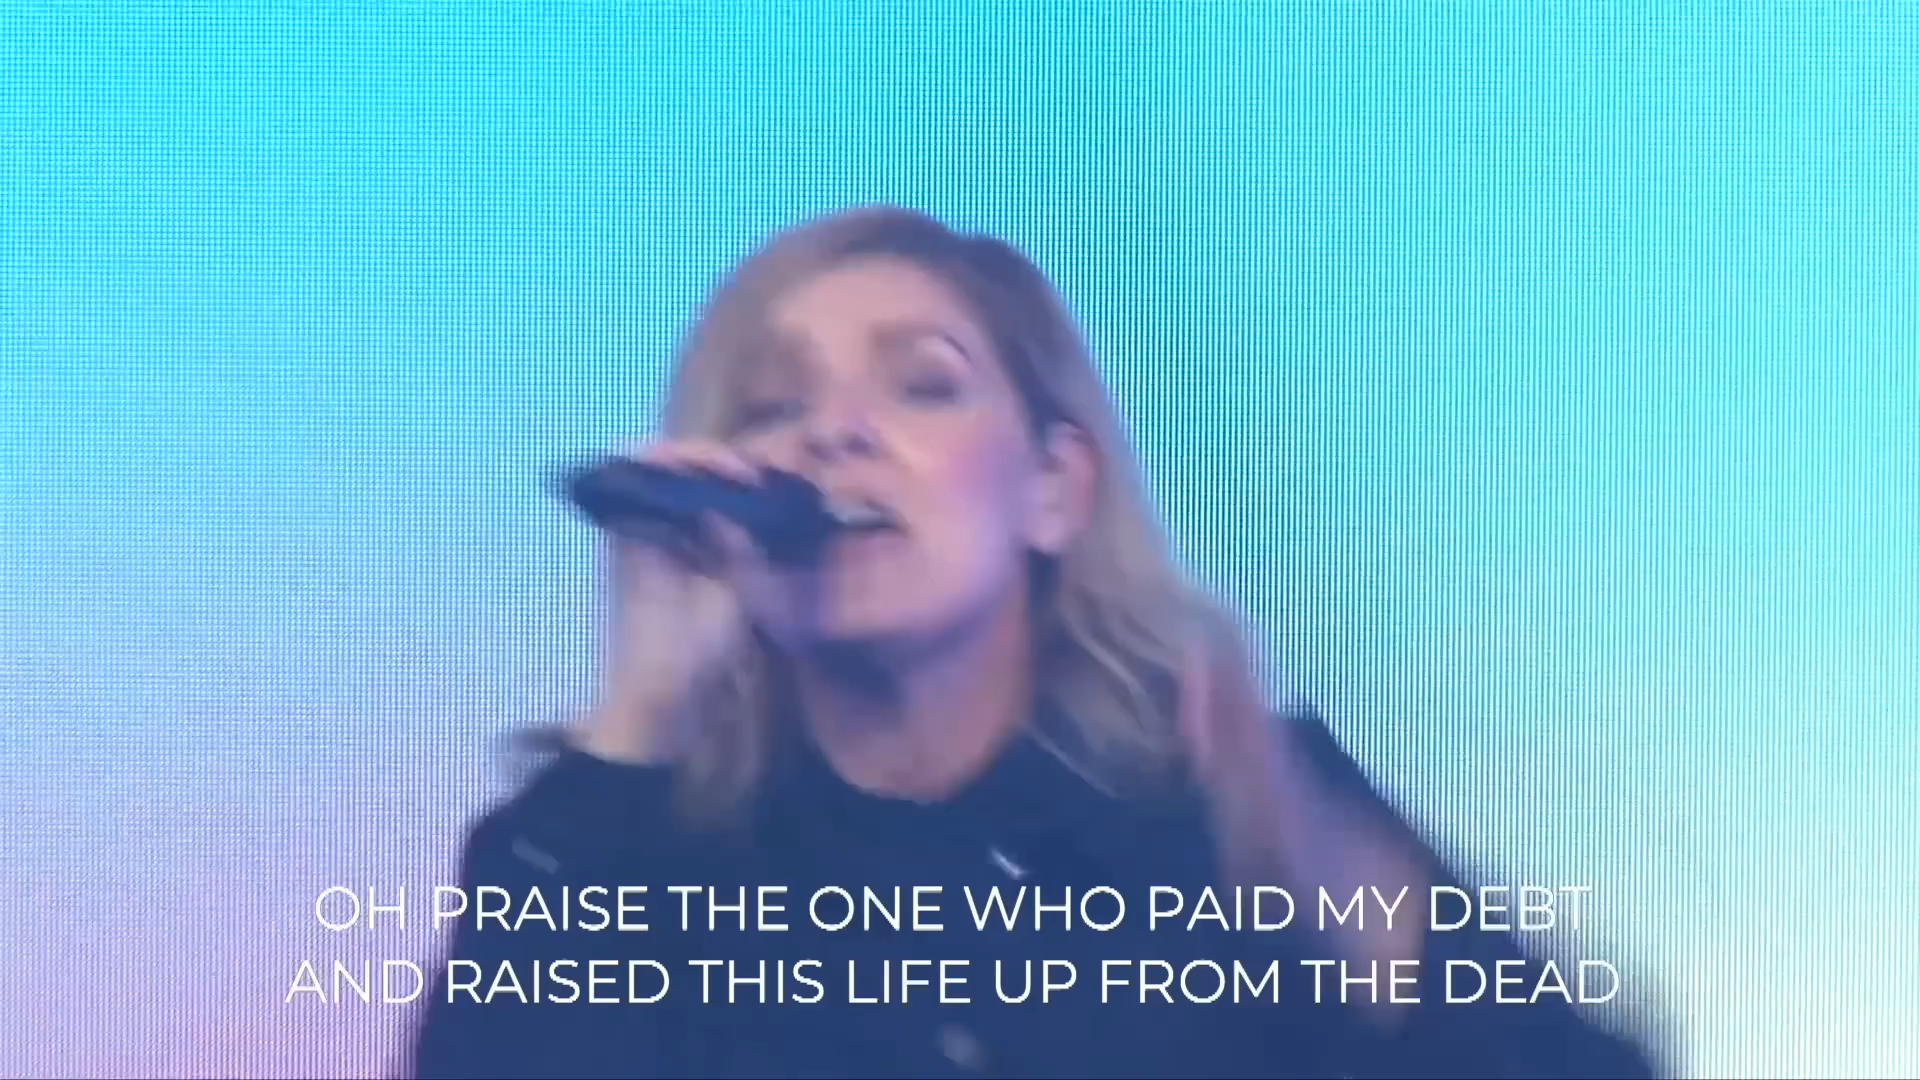 OH PRAISE THE ONE WHO PAID MY DEBT
AND RAISED THIS LIFE UP FROM THE DEAD